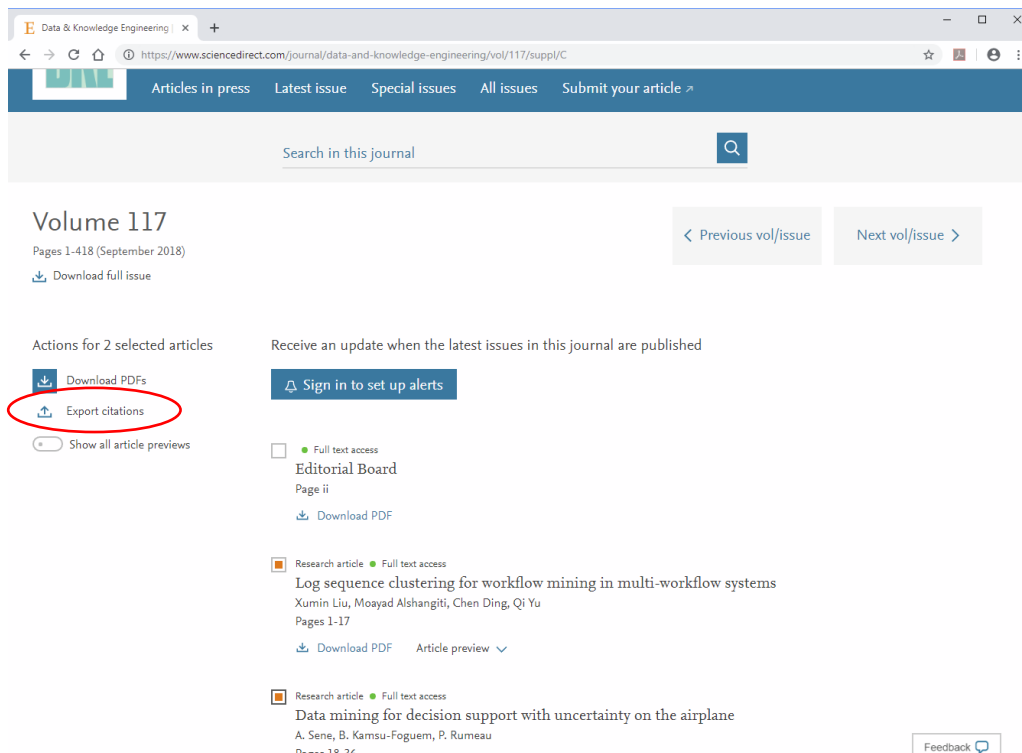 E Data & Knowledge Engineering |
https://www.sciencedirect.com/journal/data-and-knowledge-engineering/vol/117/suppl/C
Articles in press Latest issue Special issues All issues Submit your article ↗
Search in this journal
Volume 117
Pages 1-418 (September 2018)
Download full issue
Previous vol/issue
Next vol/issue
Actions for 2 selected articles
Download PDFs
Export citations
Show all article previews
Receive an update when the latest issues in this journal are published
Sign in to set up alerts
Full text access
Editorial Board
Page ii
Download PDF
Research article Full text access
Log sequence clustering for workflow mining in multi-workflow systems
Xumin Liu, Moayad Alshangiti, Chen Ding, Qi Yu
Pages 1-17
Download PDF Article preview
Research article Full text access
Data mining for decision support with uncertainty on the airplane
A. Sene, B. Kamsu-Foguem, P. Rumeau
Pages 18-36
Feedback